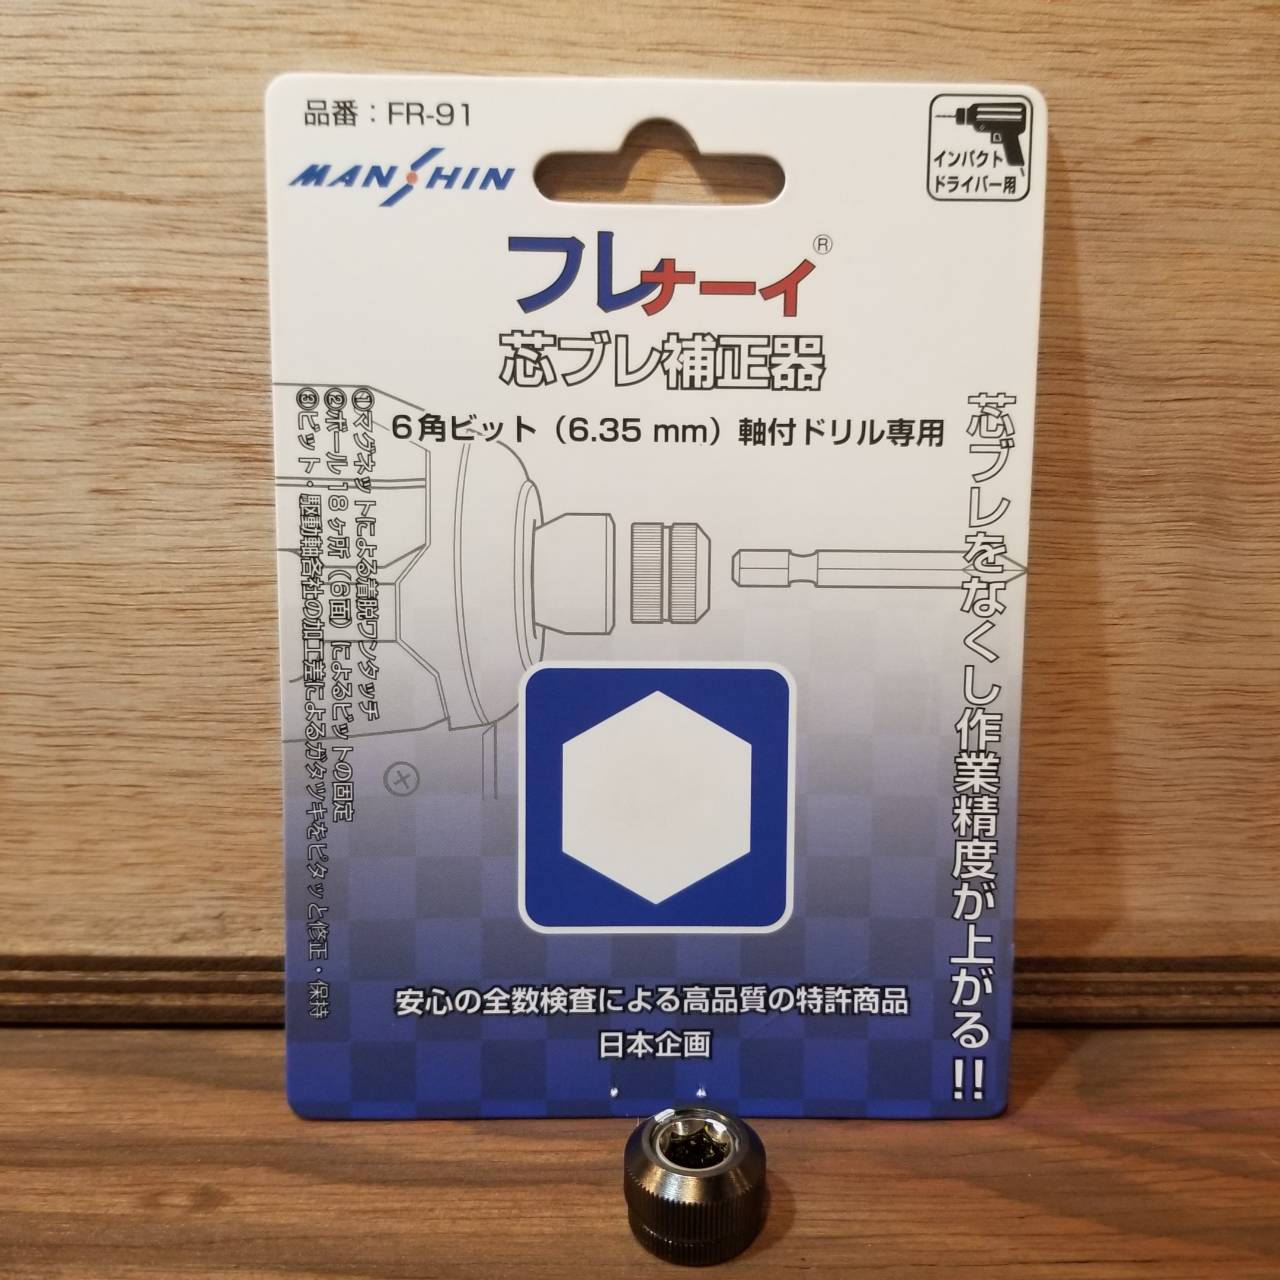 品番：FR-91
MANSHIN
インパクト
ドライバー用
フレナーイ®
芯ブレ補正器
6角ビット（6.35 mm）軸付ドリル専用
芯ブレをなくし作業精度が上がる!!
①マグネットによる着脱ワンタッチ
②ボール18ヶ所（6面）によるビットの固定
③ビット・駆動軸各社の加工差によるガタツキをピタッと修正・保持
安心の全数検査による高品質の特許商品
日本企画